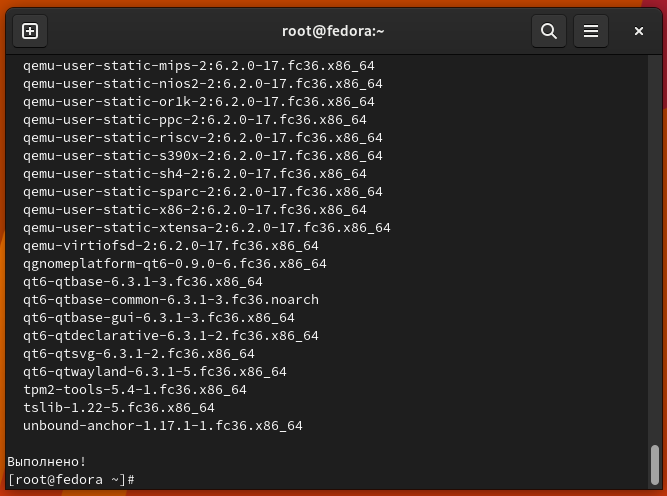 root@fedora:~
qemu-user-static-mips-2:6.2.0-17.fc36.x86_64
qemu-user-static-nios2-2:6.2.0-17.fc36.x86_64
qemu-user-static-or1k-2:6.2.0-17.fc36.x86_64
qemu-user-static-ppc-2:6.2.0-17.fc36.x86_64
qemu-user-static-riscv-2:6.2.0-17.fc36.x86_64
qemu-user-static-s390x-2:6.2.0-17.fc36.x86_64
qemu-user-static-sh4-2:6.2.0-17.fc36.x86_64
qemu-user-static-sparc-2:6.2.0-17.fc36.x86_64
qemu-user-static-x86-2:6.2.0-17.fc36.x86_64
qemu-user-static-xtensa-2:6.2.0-17.fc36.x86_64
qemu-virtiofsd-2:6.2.0-17.fc36.x86_64
qgnomeplatform-qt6-0.9.0-6.fc36.x86_64
qt6-qtbase-6.3.1-3.fc36.x86_64
qt6-qtbase-common-6.3.1-3.fc36.noarch
qt6-qtbase-gui-6.3.1-3.fc36.x86_64
qt6-qtdeclarative-6.3.1-2.fc36.x86_64
qt6-qtsvg-6.3.1-2.fc36.x86_64
qt6-qtwayland-6.3.1-5.fc36.x86_64
tpm2-tools-5.4-1.fc36.x86_64
tslib-1.22-5.fc36.x86_64
unbound-anchor-1.17.1-1.fc36.x86_64
Выполнено!
[root@fedora ~]#